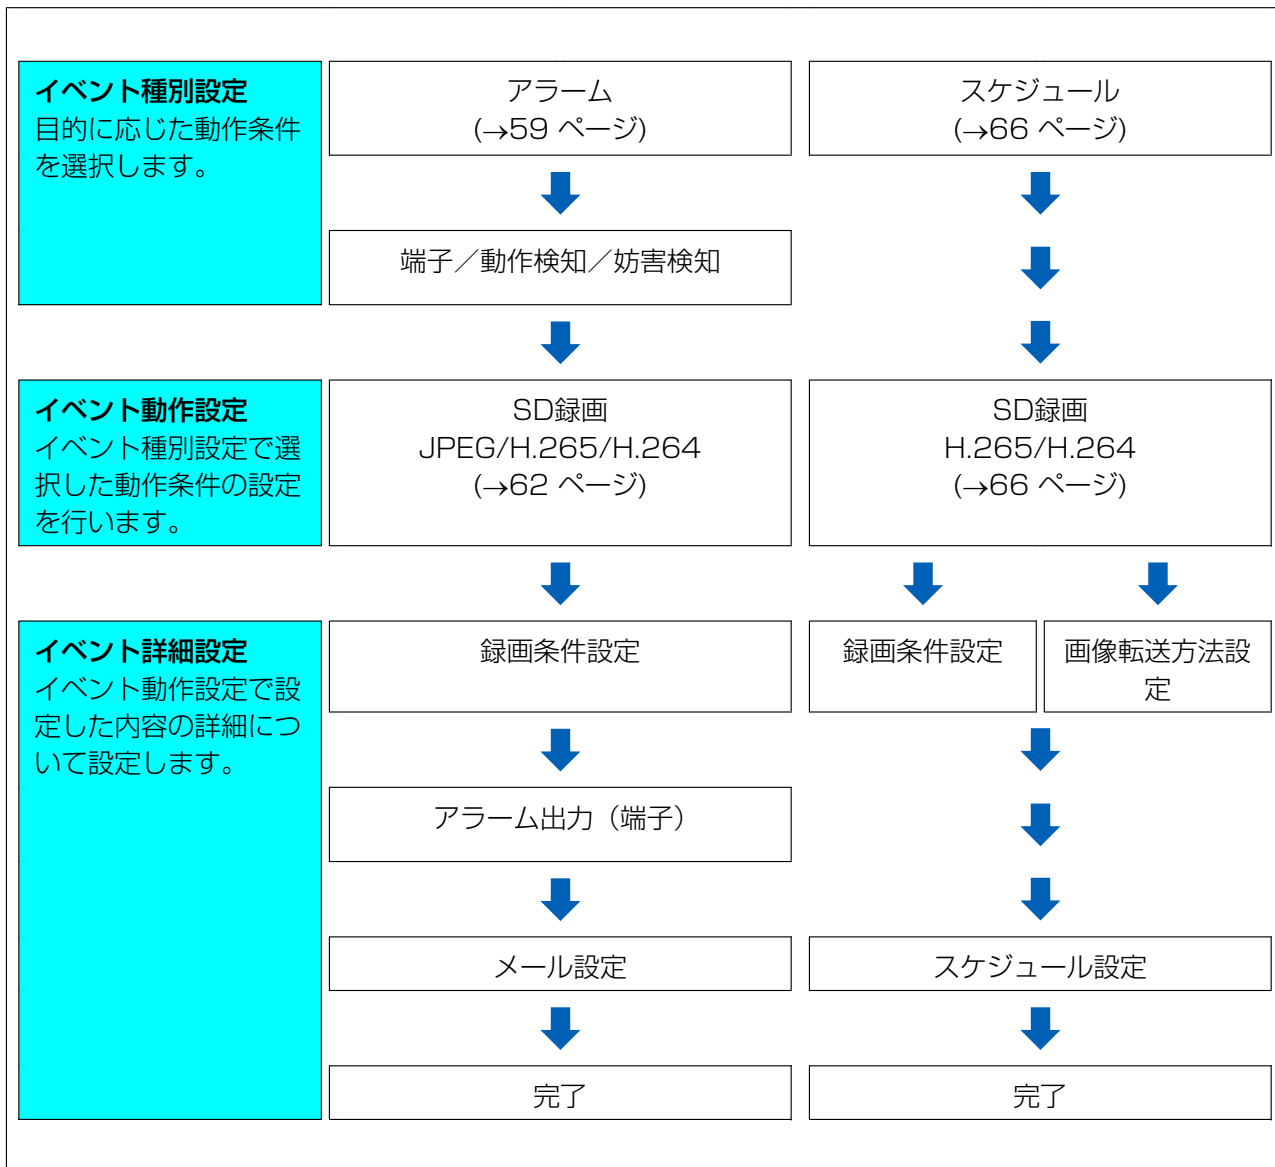 イベント種別設定
目的に応じた動作条件
を選択します。
アラーム
(→59 ページ)
スケジュール
(→66 ページ)
端子／動作検知／妨害検知
イベント動作設定
イベント種別設定で選
択した動作条件の設定
を行います。
SD録画
JPEG/H.265/H.264
(→62 ページ)
SD録画
H.265/H.264
(→66 ページ)
イベント詳細設定
イベント動作設定で設
定した内容の詳細につ
いて設定します。
録画条件設定
録画条件設定
画像転送方法設
定
アラーム出力（端子）
メール設定
スケジュール設定
完了
完了